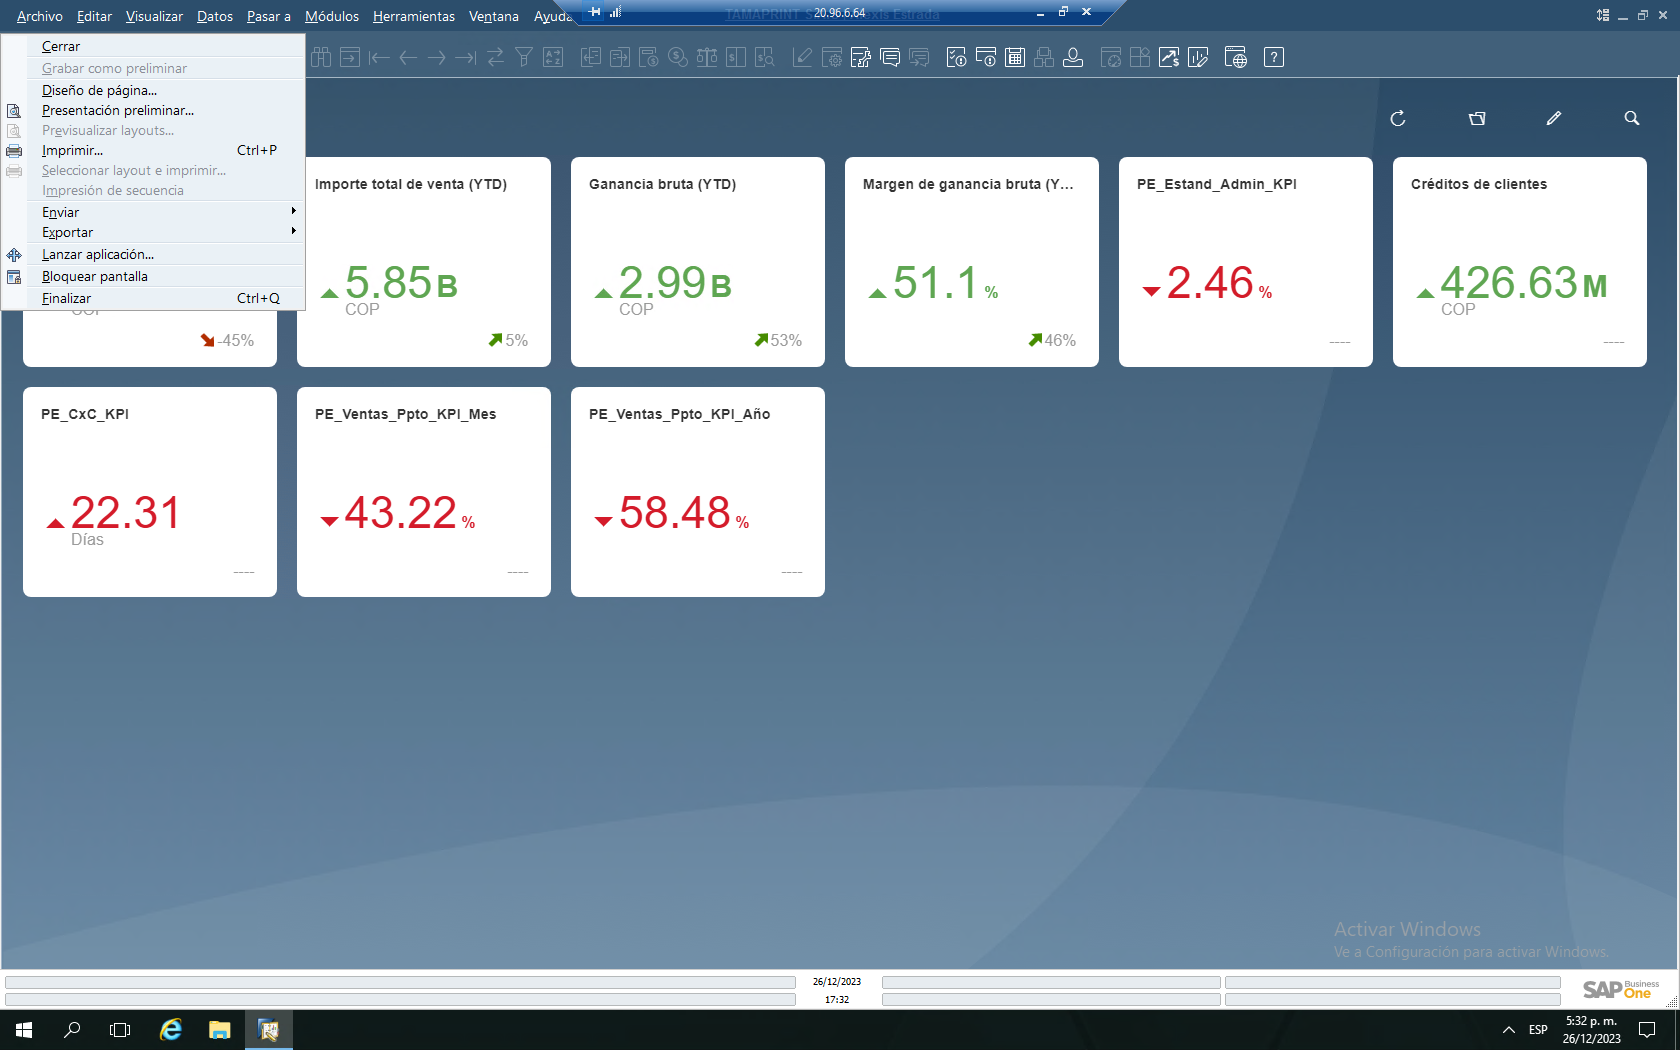 Archivo Editar Visualizar Datos Pasar a Módulos Herramientas Ventana Ayuda
20.96.6.64
Cerrar
Grabar como preliminar
Diseño de página...
Presentación preliminar...
Previsualizar layouts...
Imprimir... Ctrl+P
Seleccionar layout e imprimir...
Impresión de secuencia
Enviar
Exportar
Lanzar aplicación...
Bloquear pantalla
Finalizar Ctrl+Q
COP
-45%
Importe total de venta (YTD)
5.85 B
COP
5%
Ganancia bruta (YTD)
2.99 B
COP
53%
Margen de ganancia bruta (Y...
51.1 %
46%
PE_Estand_Admin_KPI
2.46 %
----
Créditos de clientes
426.63 M
COP
----
PE_CxC_KPI
22.31
Días
----
PE_Ventas_Ppto_KPI_Mes
43.22 %
----
PE_Ventas_Ppto_KPI_Año
58.48 %
----
Activar Windows
Ve a Configuración para activar Windows.
26/12/2023
17:32
SAP Business One
ESP
5:32 p. m.
26/12/2023